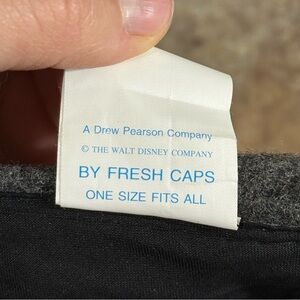 A Drew Pearson Company
© THE WALT DISNEY COMPANY
BY FRESH CAPS
ONE SIZE FITS ALL